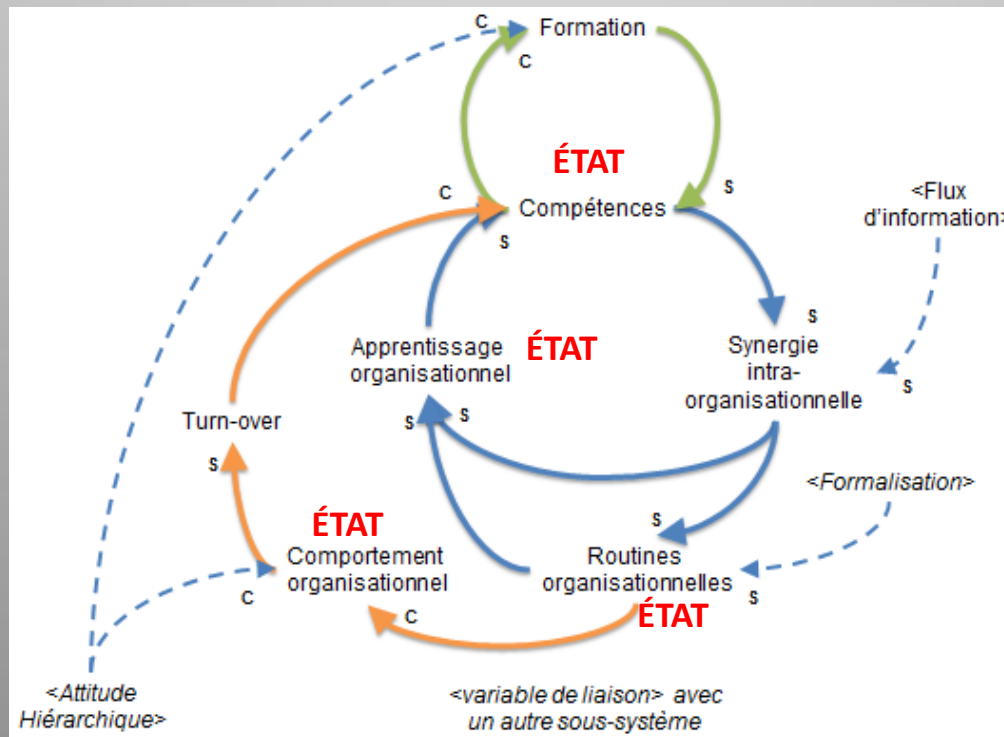 C
Formation
C
ÉTAT
S
C
Compétences
<Flux
d'information>
S
S
Apprentissage
organisationnel
ÉTAT
Synergie
intra-
organisationnelle
S
Turn-over
S
S
S
<Formalisation>
S
ÉTAT
Comportement
organisationnel
Routines
organisationnelles
C
S
C
ÉTAT
<Attitude
Hiérarchique>
<variable de liaison> avec
un autre sous-système